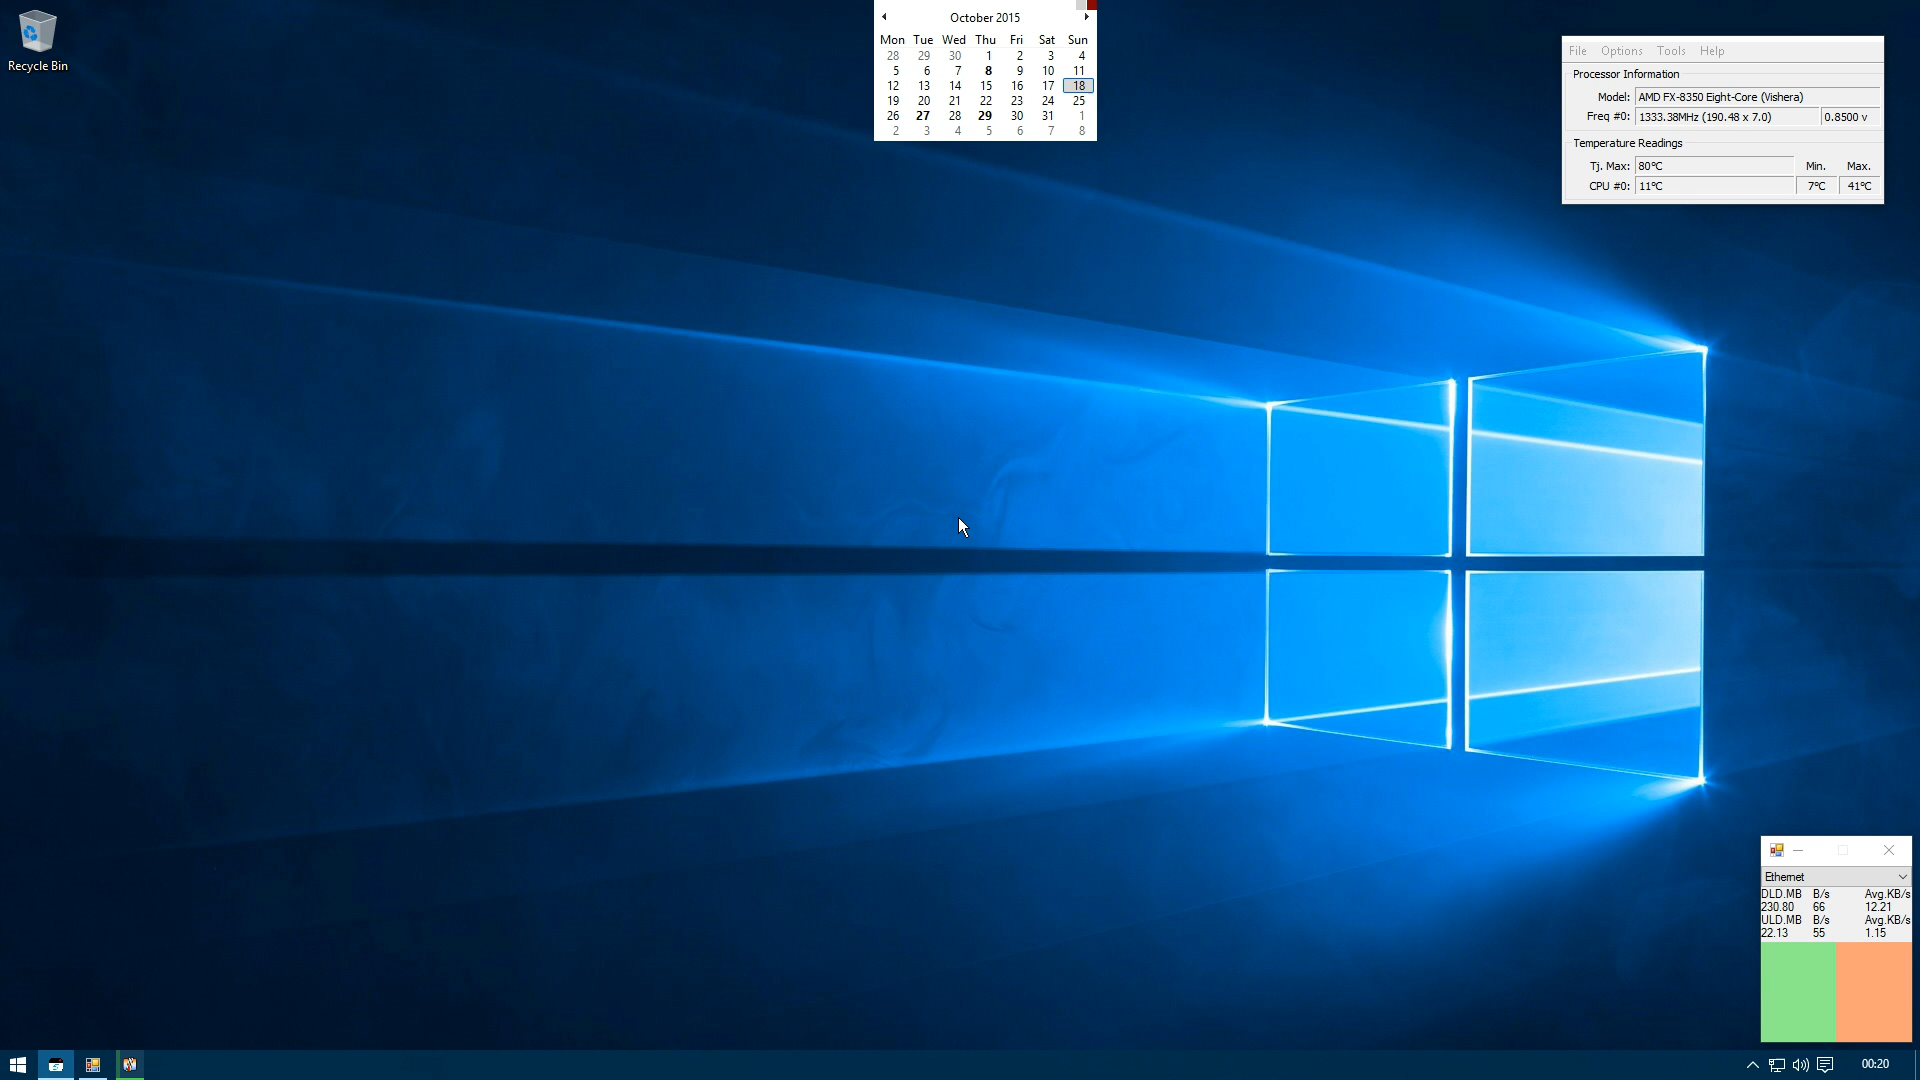 Recycle Bin
October 2015
Mon Tue Wed Thu Fri Sat Sun
28 29 30 1 2 3 4
5 6 7 8 9 10 11
12 13 14 15 16 17 18
19 20 21 22 23 24 25
26 27 28 29 30 31 1
2 3 4 5 6 7 8
File Options Tools Help
Processor Information
Model: AMD FX-8350 Eight-Core (Vishera)
Freq #0: 1333.38MHz (190.48 x 7.0) 0.8500 v
Temperature Readings
Tj. Max: 80°C Min. Max.
CPU #0: 11°C 7°C 41°C
Ethernet
DLD.MB B/s Avg.KB/s
230.80 66 12.21
ULD.MB B/s Avg.KB/s
22.13 55 1.15
00:20